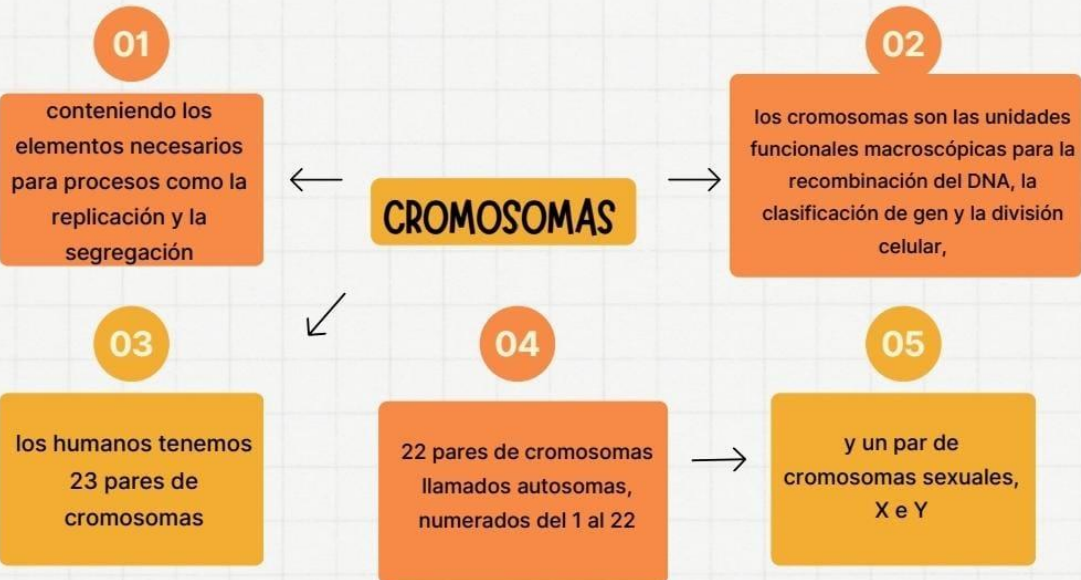 01
conteniendo los
elementos necesarios
para procesos como la
replicación y la
segregación
CROMOSOMAS
02
los cromosomas son las unidades
funcionales macroscópicas para la
recombinación del DNA, la
clasificación de gen y la división
celular,
03
los humanos tenemos
23 pares de
cromosomas
04
22 pares de cromosomas
llamados autosomas,
numerados del 1 al 22
05
y un par de
cromosomas sexuales,
X e Y